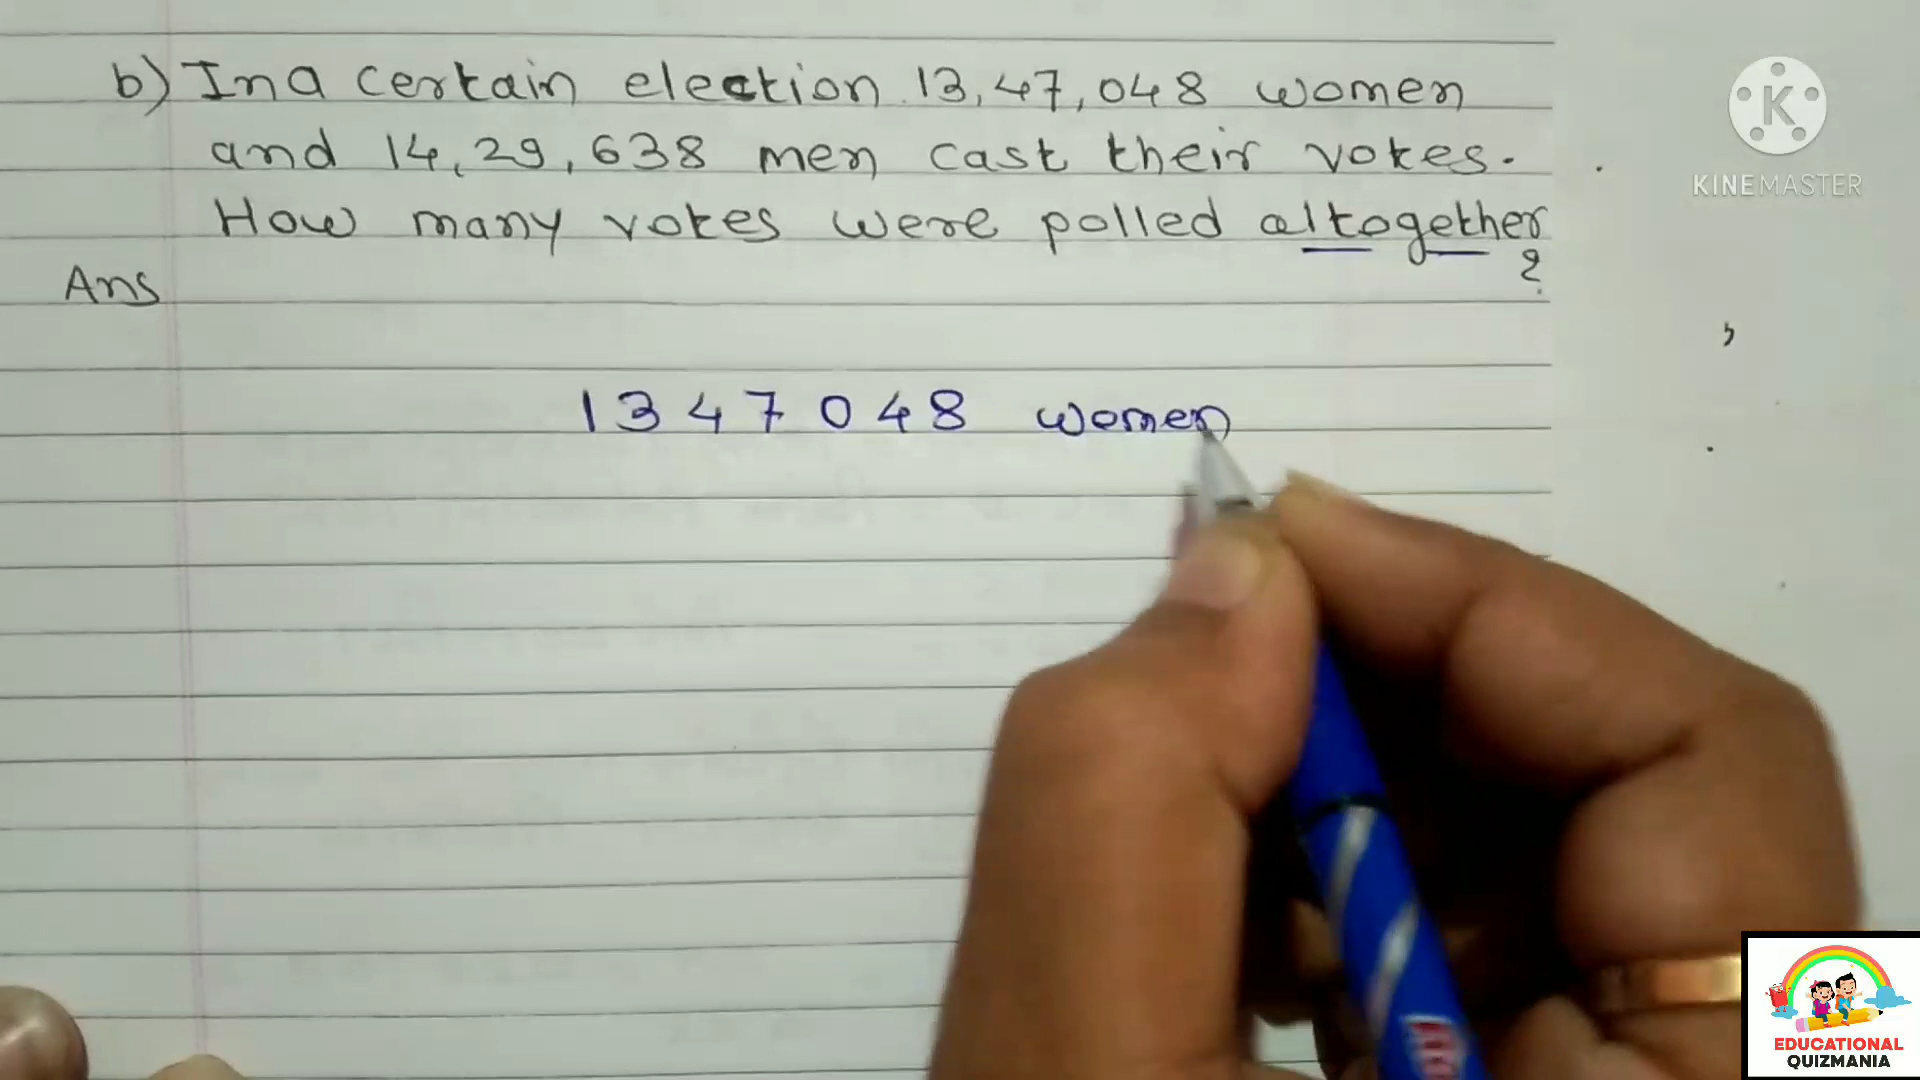 b) In a certain election 13,47,048 women
and 14,29,638 men cast their votes.
How many votes were polled altogether
?
Ans
1347048 women
KINEMASTER
EDUCATIONAL
QUIZMANIA